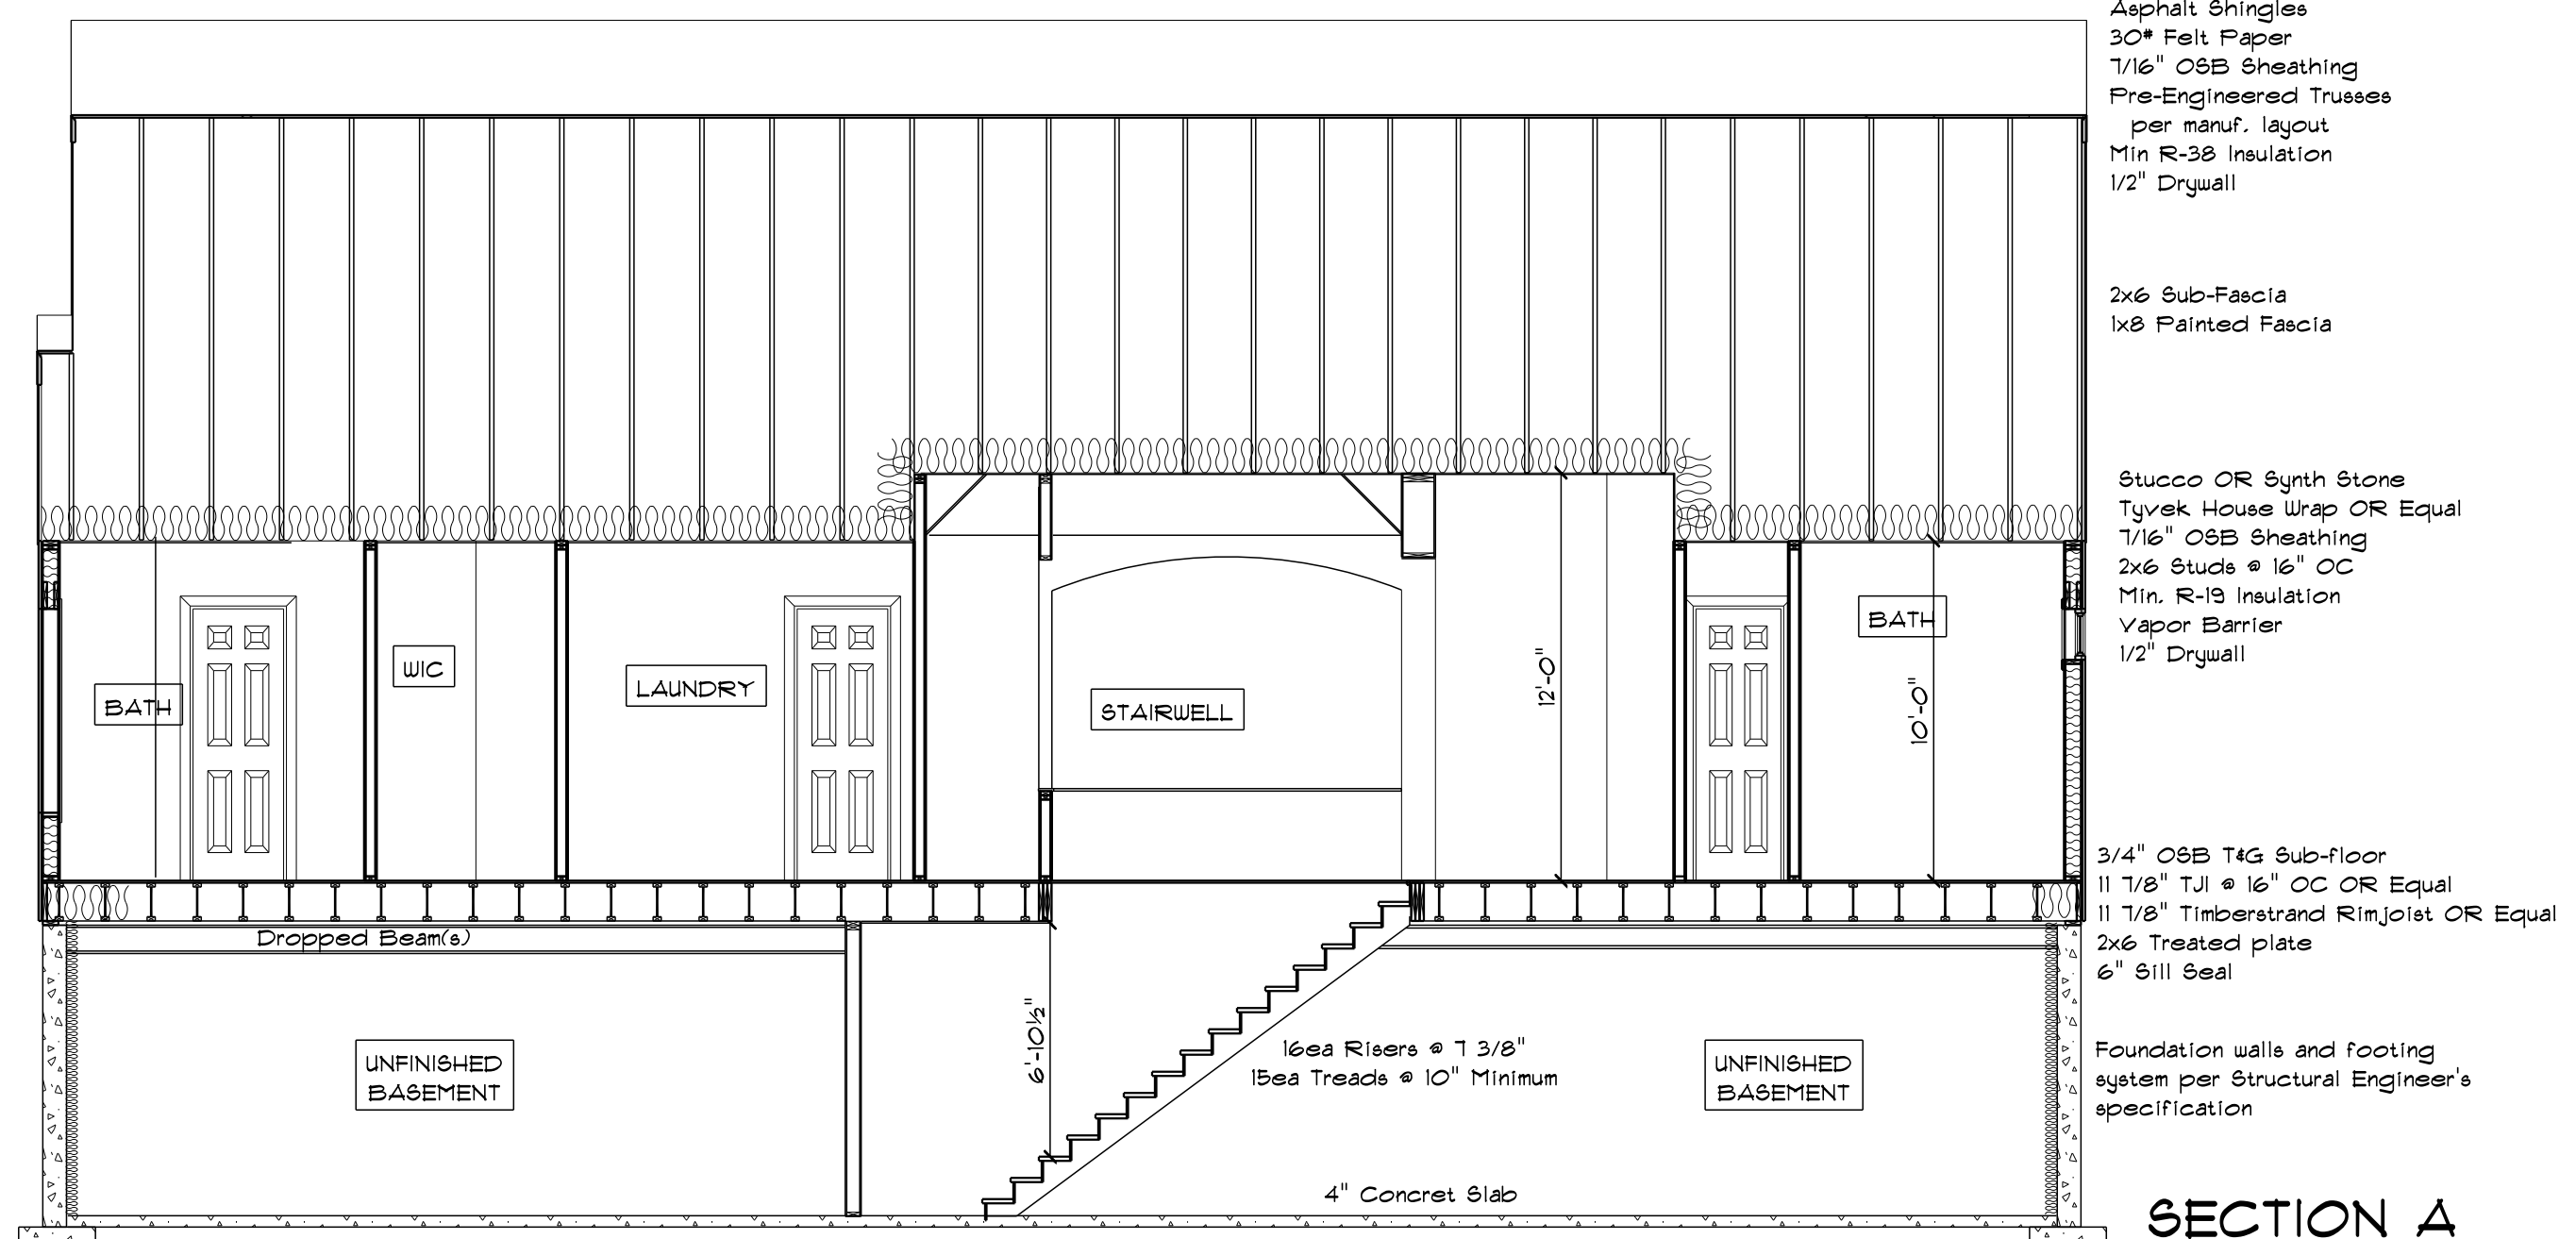 Asphalt Shingles
30# Felt Paper
7/16" OSB Sheathing
Pre-Engineered Trusses
per manuf. layout
Min R-38 Insulation
1/2" Drywall
2x6 Sub-Fascia
1x8 Painted Fascia
Stucco OR Synth Stone
Tyvek House Wrap OR Equal
7/16" OSB Sheathing
2x6 Studs @ 16" OC
Min. R-19 Insulation
Vapor Barrier
1/2" Drywall
BATH
WIC
LAUNDRY
STAIRWELL
12'-0"
10'-0"
BATH
3/4" OSB T&G Sub-floor
11 7/8" TJI @ 16" OC OR Equal
11 7/8" Timberstrand Rimjoist OR Equal
2x6 Treated plate
6" Sill Seal
Dropped Beam(s)
6'-10½"
UNFINISHED
BASEMENT
16ea Risers @ 7 3/8"
15ea Treads @ 10" Minimum
UNFINISHED
BASEMENT
Foundation walls and footing
system per Structural Engineer's
specification
4" Concret Slab
SECTION A